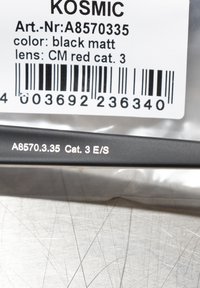 KOSMIC
Art.-Nr:A8570335
color: black matt
lens: CM red cat. 3
4 003692 236340
A8570.3.35 Cat. 3 E/S